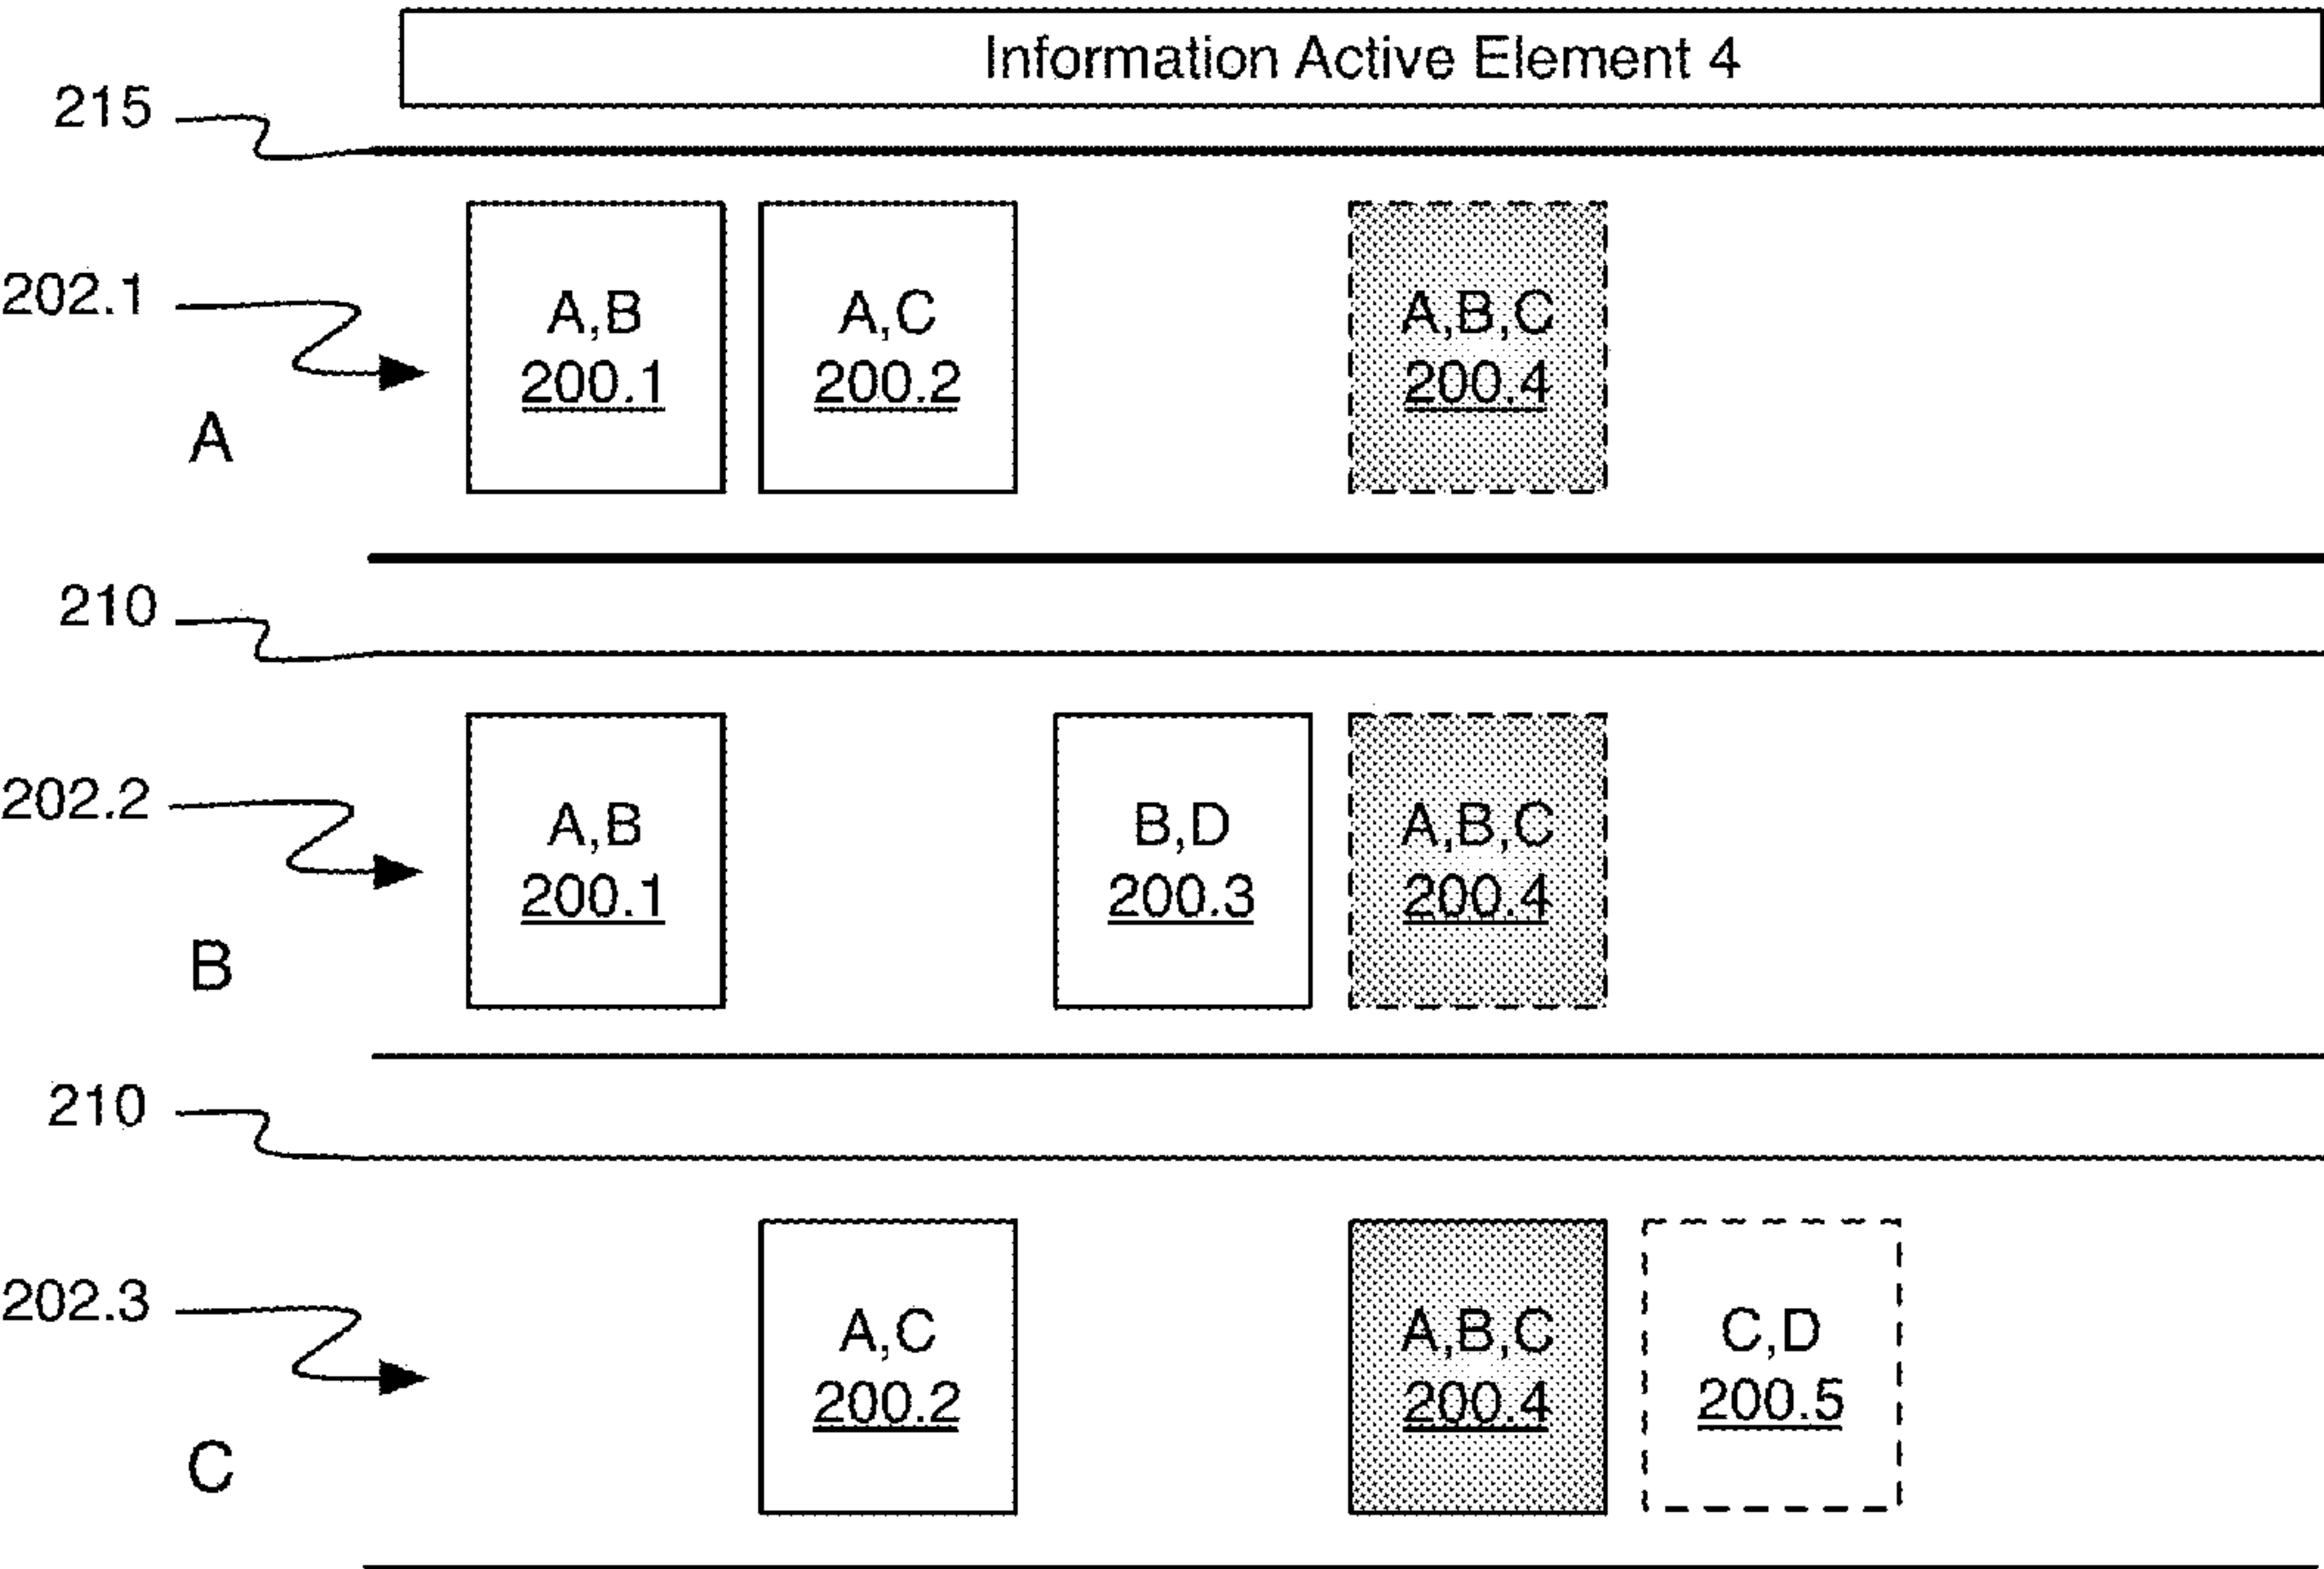 Information Active Element 4
215
202.1
A,B
200.1
A,C
200.2
A,B,C
200.4
A
210
202.2
A,B
200.1
B,D
200.3
A,B,C
200.4
B
210
202.3
A,C
200.2
A,B,C
200.4
C,D
200.5
C